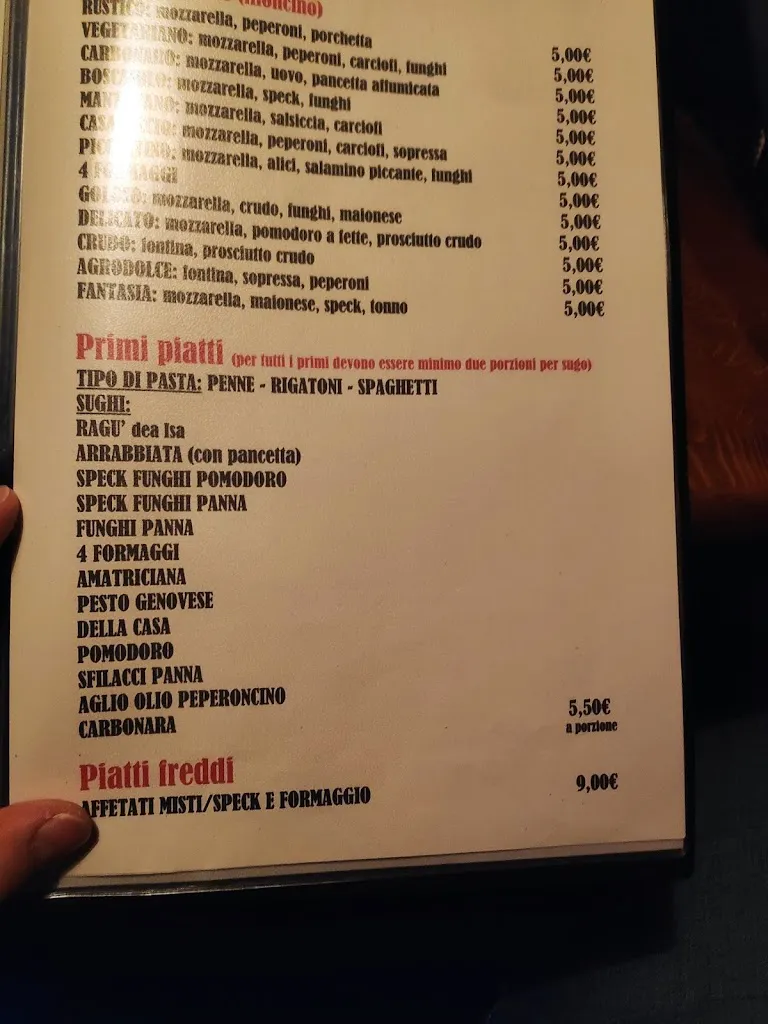 RUSTICO: mozzarella, peperoni, porchetta 5,00€
VEGETARIANO: mozzarella, peperoni, carciofi, funghi 5,00€
CARBONARO: mozzarella, uovo, pancetta affumicata 5,00€
BOSCAIOLO: mozzarella, speck, funghi 5,00€
mozzarella, salsiccia, carciofi 5,00€
mozzarella, peperoni, carciofi, sopressa 5,00€
mozzarella, alici, salamino piccante, funghi 5,00€
4 FORMAGGI 5,00€
GOLOSO: mozzarella, crudo, funghi, maionese 5,00€
DELICATO: mozzarella, pomodoro a fette, prosciutto crudo 5,00€
CRUDO: fontina, prosciutto crudo 5,00€
AGRODOLCE: fontina, sopressa, peperoni 5,00€
FANTASIA: mozzarella, maionese, speck, tonno 5,00€
Primi piatti (per tutti i primi devono essere minimo due porzioni per sugo)
TIPO DI PASTA: PENNE - RIGATONI - SPAGHETTI
SUGHI:
RAGU' dea Isa
ARRABBIATA (con pancetta)
SPECK FUNGHI POMODORO
SPECK FUNGHI PANNA
FUNGHI PANNA
4 FORMAGGI
AMATRICIANA
PESTO GENOVESE
DELLA CASA
POMODORO
SFILACCI PANNA
AGLIO OLIO PEPERONCINO
CARBONARA 5,50€
a porzione
Piatti freddi
AFFETATI MISTI/SPECK E FORMAGGIO 9,00€